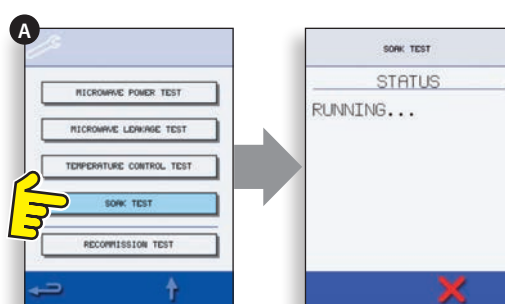 A
MICROWAVE POWER TEST
MICROWAVE LEAKAGE TEST
TEMPERATURE CONTROL TEST
SOAK TEST
RECOMMISSION TEST
SOAK TEST
STATUS
RUNNING...